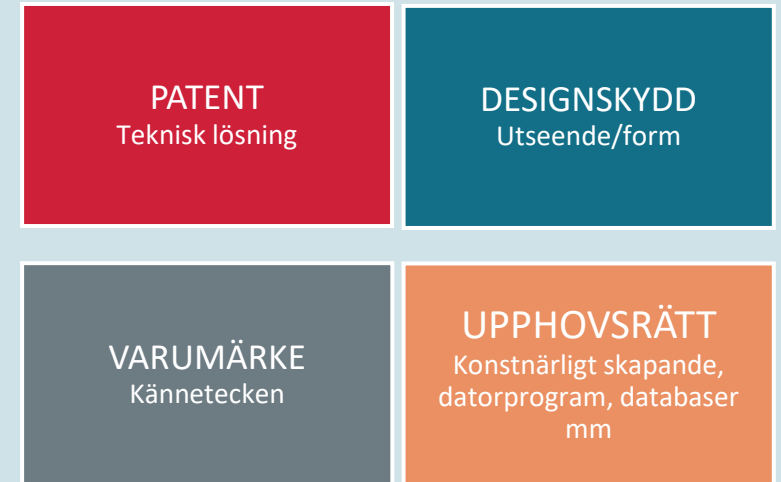 PATENT
Teknisk lösning
DESIGNSKYDD
Utseende/form
VARUMÄRKE
Kännetecken
UPPHOVSRÄTT
Konstnärligt skapande,
datorprogram, databaser
mm